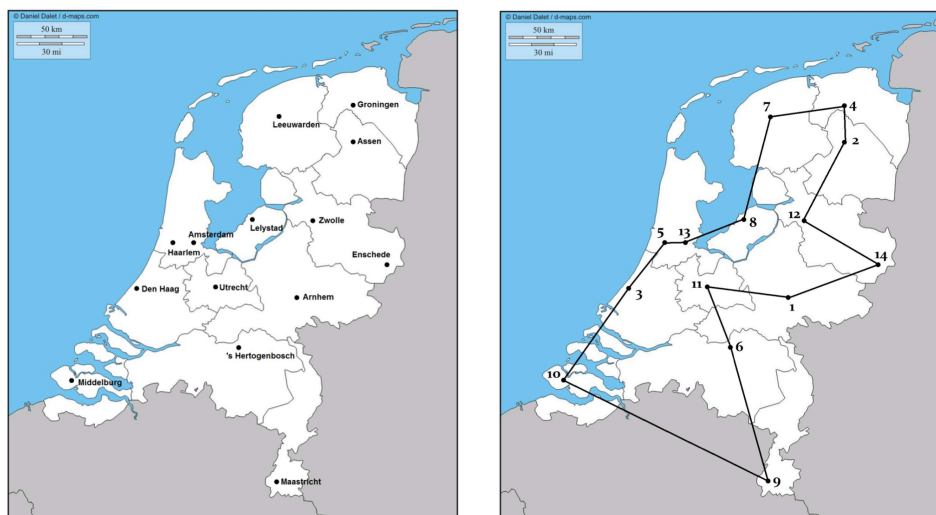 © Daniel Dalet / d-maps.com
50 km
30 mi
Groningen
Leeuwarden
Assen
Lelystad
Zwolle
Amsterdam
Haarlem
Enschede
Den Haag
Utrecht
Arnhem
's Hertogenbosch
Middelburg
Maastricht
© Daniel Dalet / d-maps.com
50 km
30 mi
4
7
2
12
8
5
13
14
11
3
1
6
10
9